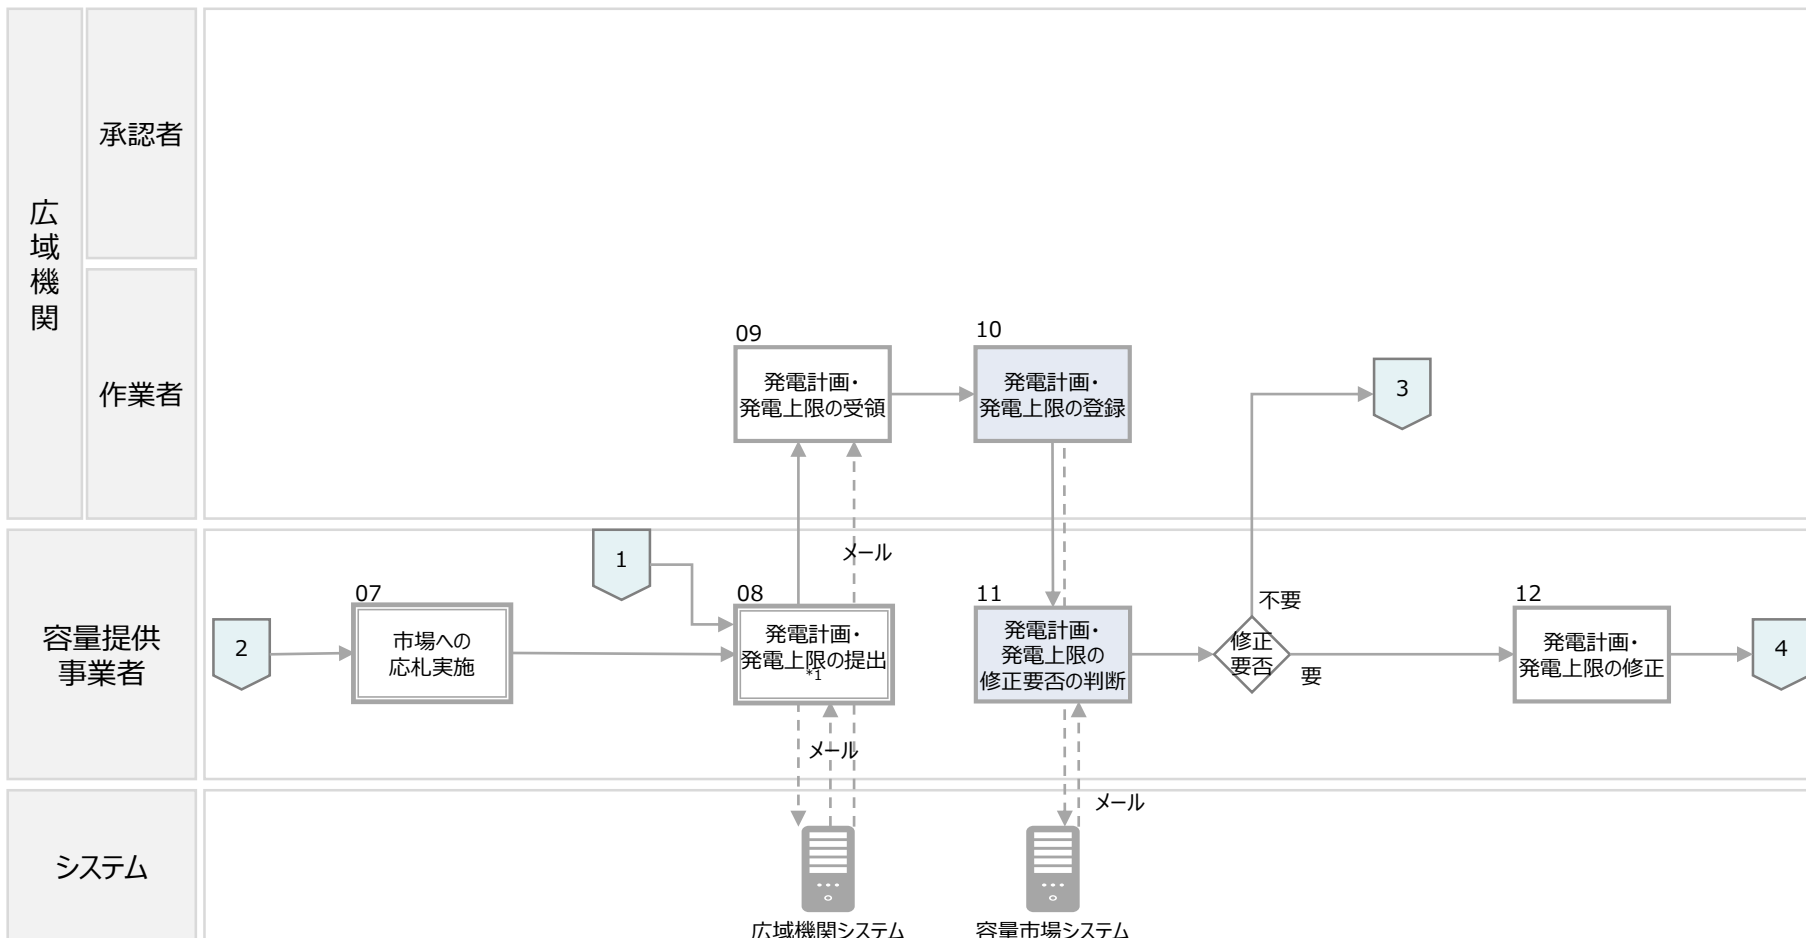 広域機関
承認者
作業者
09
発電計画・
発電上限の受領
10
発電計画・
発電上限の登録
3
容量提供
事業者
2
07
市場への
応札実施
1
08
発電計画・
発電上限の提出
*1
メール
メール
11
発電計画・
発電上限の
修正要否の判断
修正
要否
不要
要
12
発電計画・
発電上限の修正
4
システム
メール
広域機関システム
容量市場システム